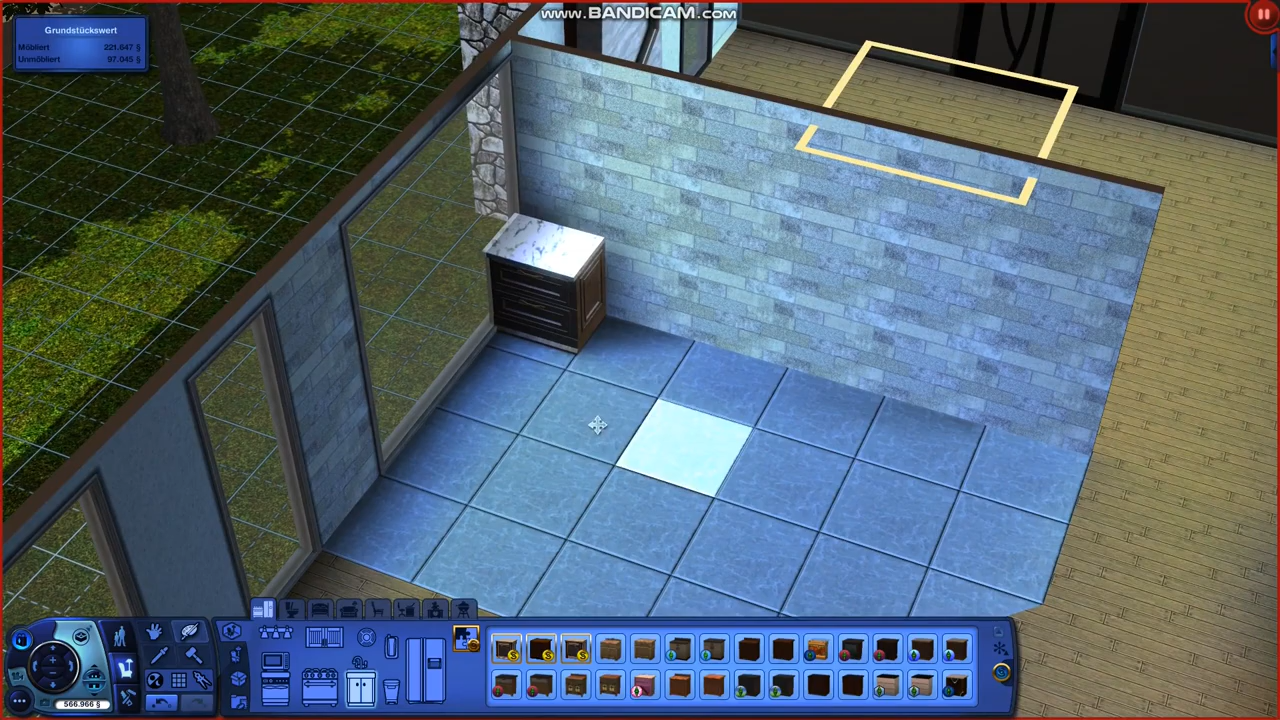 www.BANDICAM.com
Grundstückswert
Möbliert 221.647 §
Unmöbliert 97.045 §
566.966 §